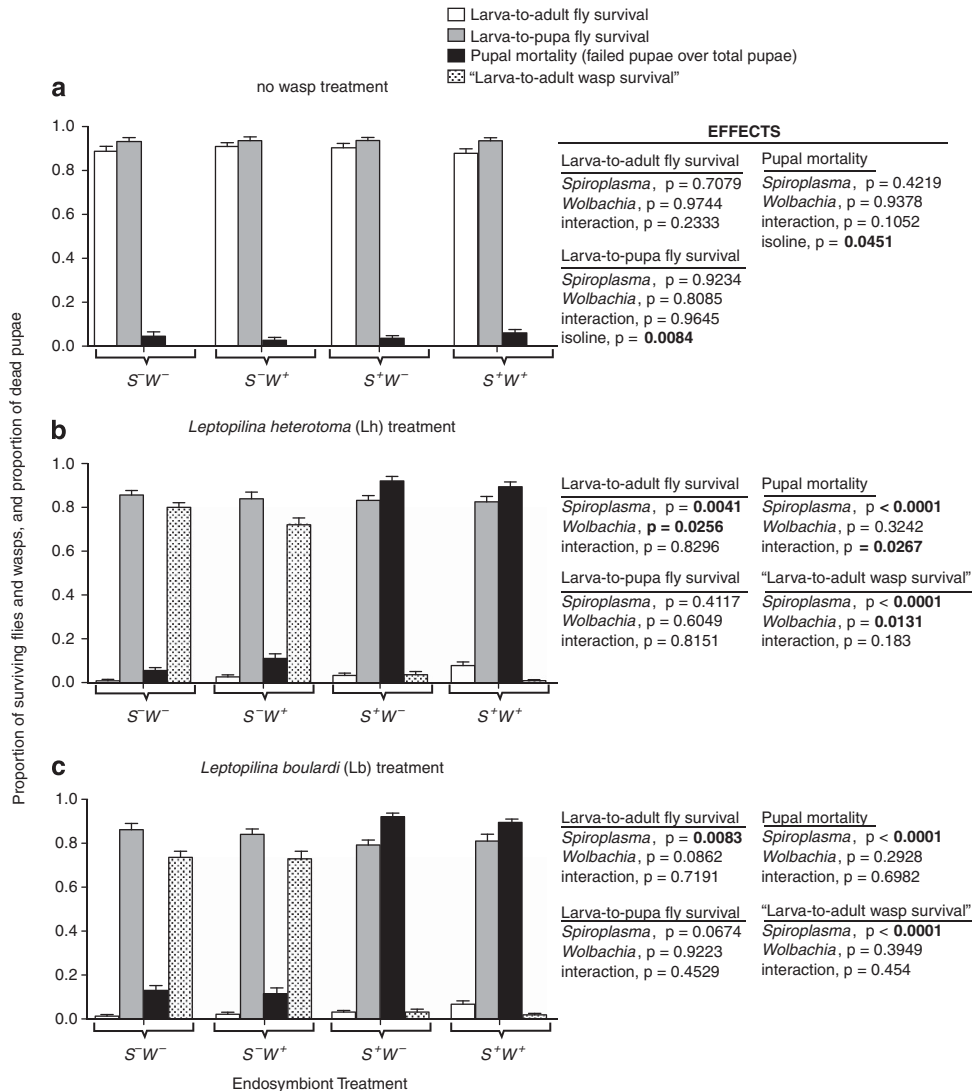 Larva-to-adult fly survival
Larva-to-pupa fly survival
Pupal mortality (failed pupae over total pupae)
“Larva-to-adult wasp survival”
Proportion of surviving flies and wasps, and proportion of dead pupae
a
no wasp treatment
1.0
0.8
0.6
0.4
0.2
0.0
S⁻W⁻
S⁻W⁺
S⁺W⁻
S⁺W⁺
EFFECTS
Larva-to-adult fly survival
Spiroplasma, p = 0.7079
Wolbachia, p = 0.9744
interaction, p = 0.2333
Larva-to-pupa fly survival
Spiroplasma, p = 0.9234
Wolbachia, p = 0.8085
interaction, p = 0.9645
isoline, p = 0.0084
Pupal mortality
Spiroplasma, p = 0.4219
Wolbachia, p = 0.9378
interaction, p = 0.1052
isoline, p = 0.0451
b
Leptopilina heterotoma (Lh) treatment
1.0
0.8
0.6
0.4
0.2
0.0
S⁻W⁻
S⁻W⁺
S⁺W⁻
S⁺W⁺
Larva-to-adult fly survival
Spiroplasma, p = 0.0041
Wolbachia, p = 0.0256
interaction, p = 0.8296
Larva-to-pupa fly survival
Spiroplasma, p = 0.4117
Wolbachia, p = 0.6049
interaction, p = 0.8151
Pupal mortality
Spiroplasma, p < 0.0001
Wolbachia, p = 0.3242
interaction, p = 0.0267
“Larva-to-adult wasp survival”
Spiroplasma, p < 0.0001
Wolbachia, p = 0.0131
interaction, p = 0.183
c
Leptopilina boulardi (Lb) treatment
1.0
0.8
0.6
0.4
0.2
0.0
S⁻W⁻
S⁻W⁺
S⁺W⁻
S⁺W⁺
Larva-to-adult fly survival
Spiroplasma, p = 0.0083
Wolbachia, p = 0.0862
interaction, p = 0.7191
Larva-to-pupa fly survival
Spiroplasma, p = 0.0674
Wolbachia, p = 0.9223
interaction, p = 0.4529
Pupal mortality
Spiroplasma, p < 0.0001
Wolbachia, p = 0.2928
interaction, p = 0.6982
“Larva-to-adult wasp survival”
Spiroplasma, p < 0.0001
Wolbachia, p = 0.3949
interaction, p = 0.454
Endosymbiont Treatment